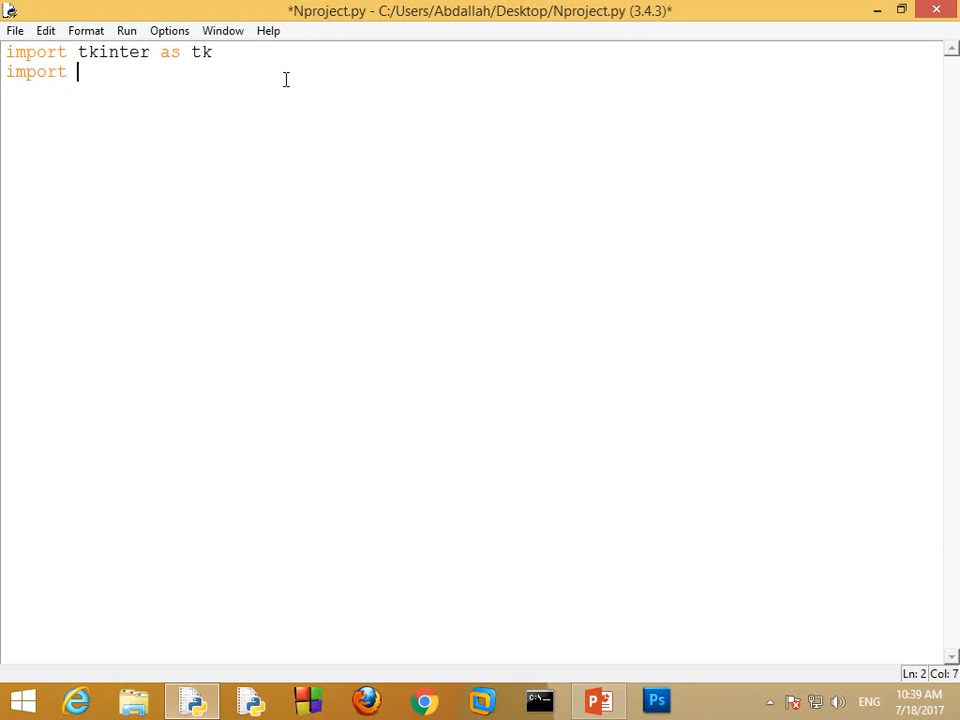 *Nproject.py - C:/Users/Abdallah/Desktop/Nproject.py (3.4.3)*
File Edit Format Run Options Window Help
import tkinter as tk
import
Ln: 2 Col: 7
ENG
10:39 AM
7/18/2017
Ps